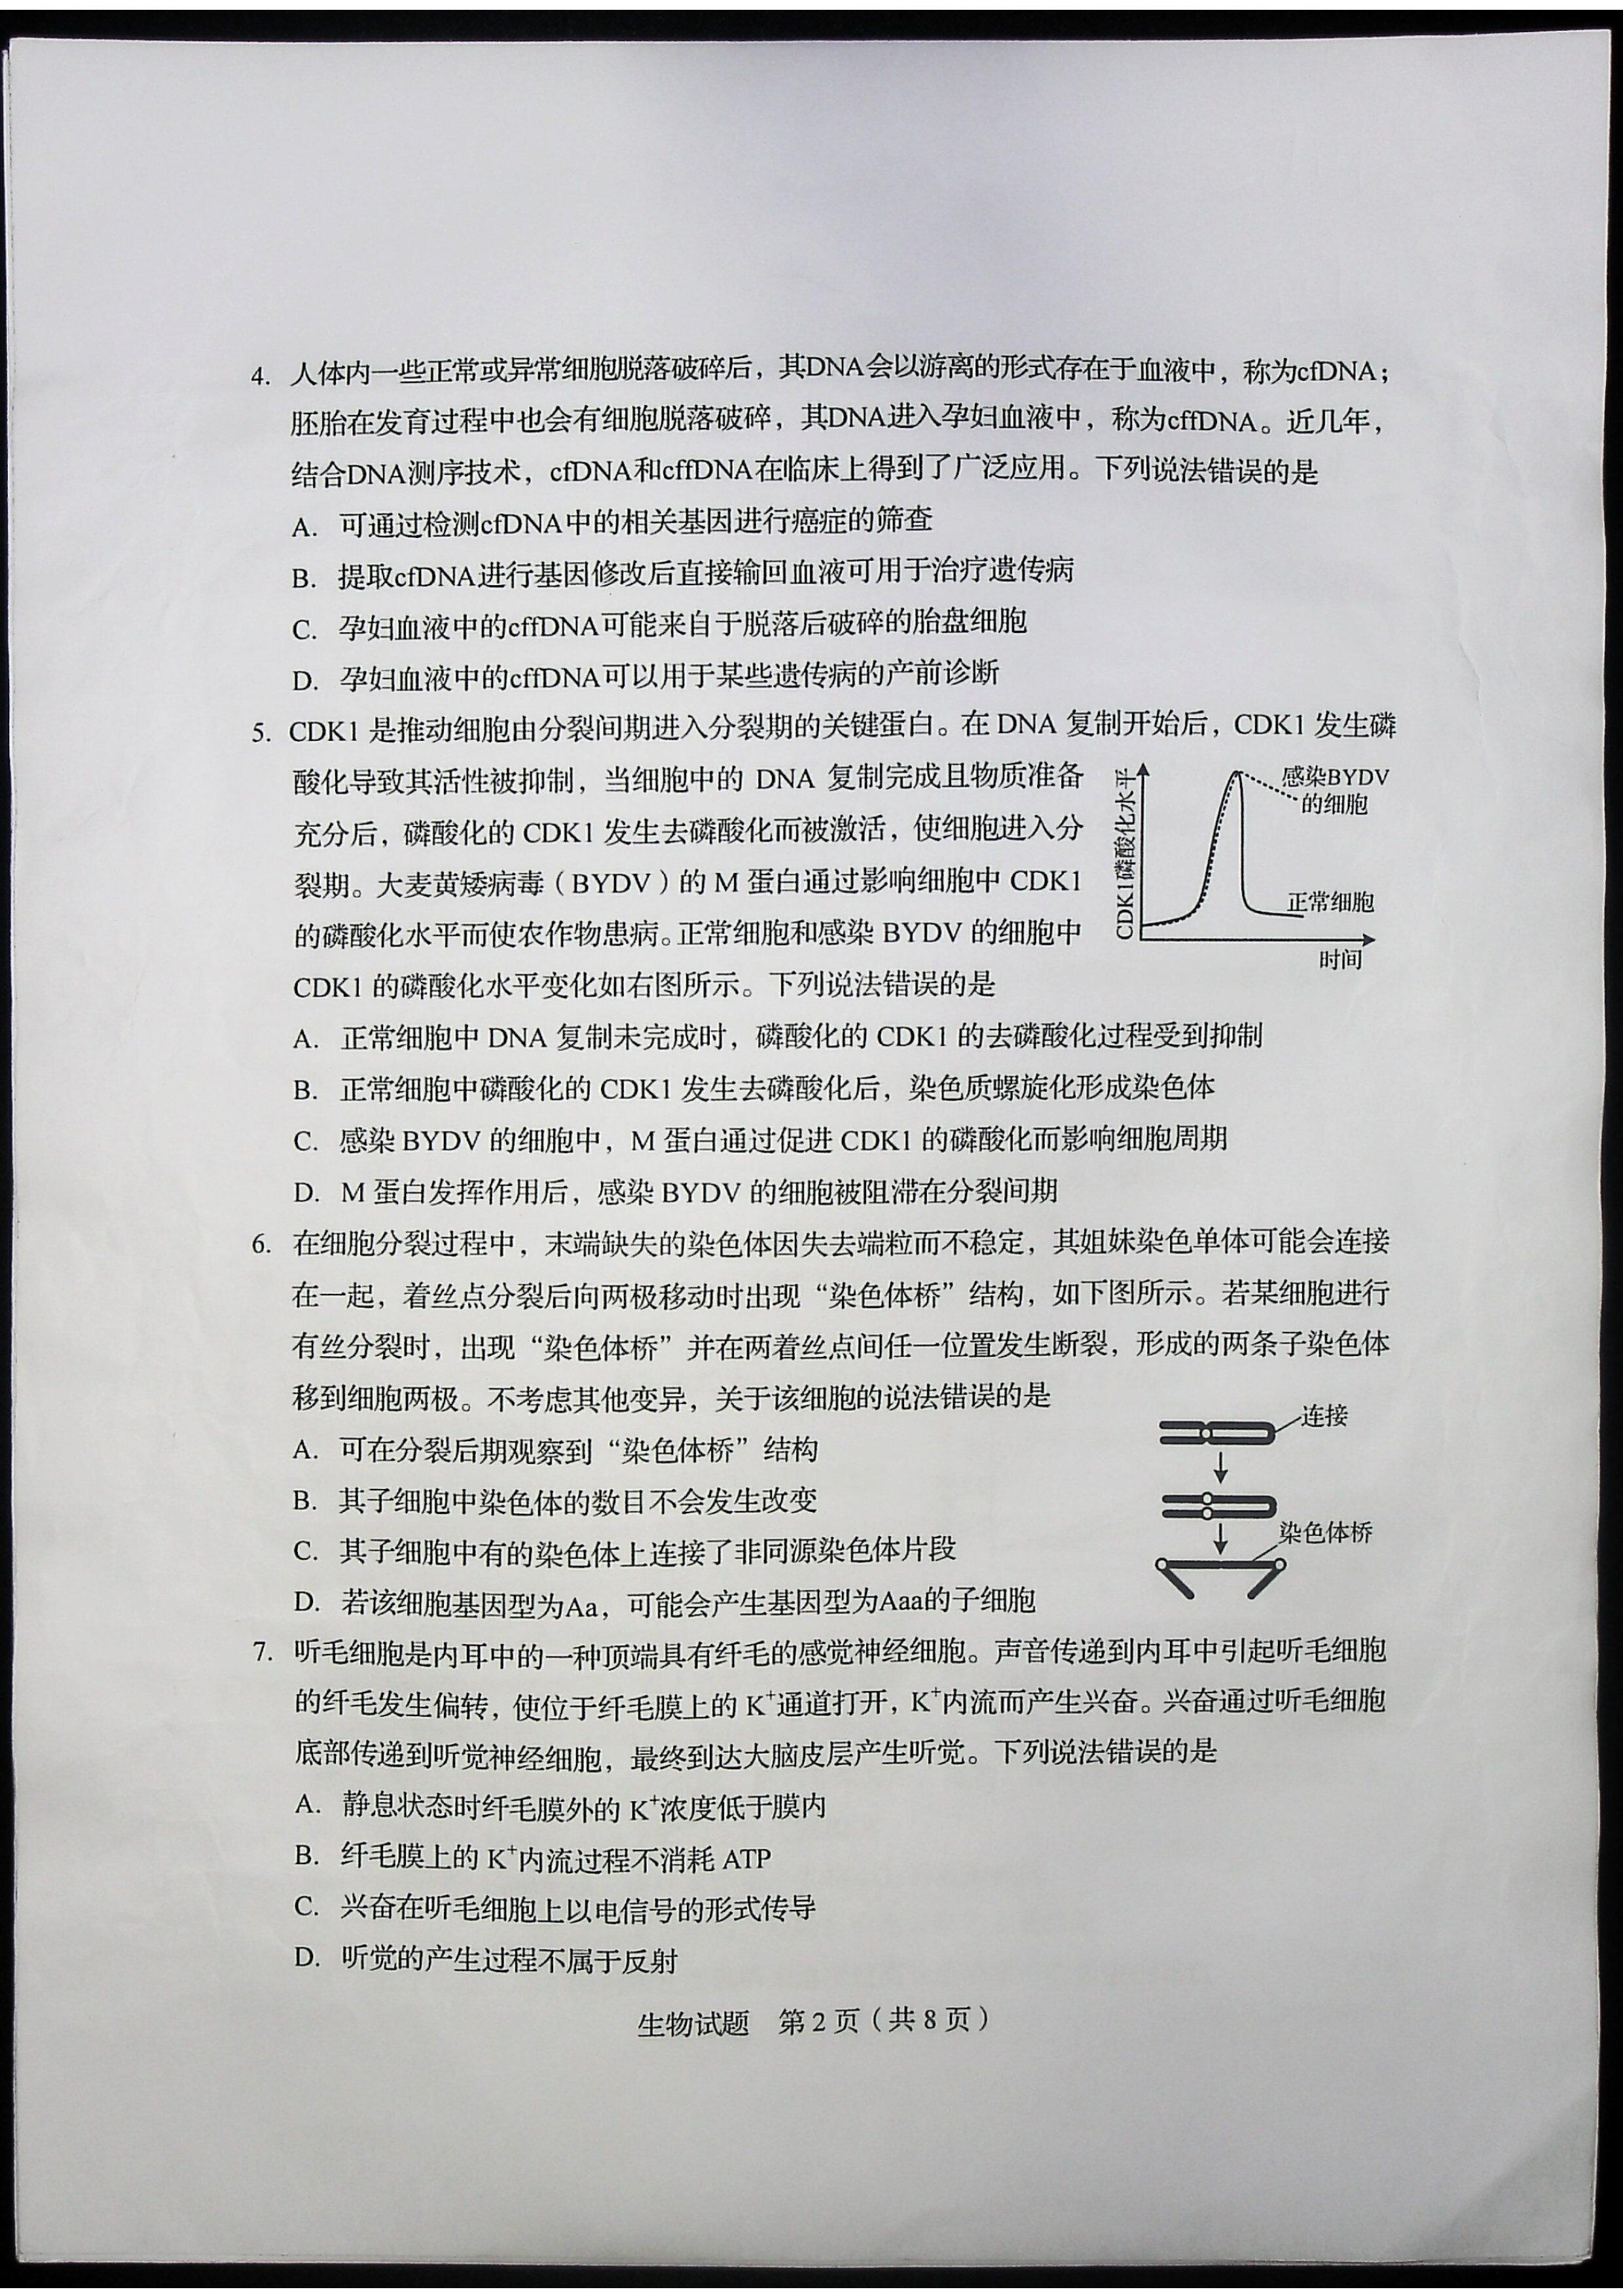 4. 人体内一些正常或异常细胞脱落破碎后，其DNA会以游离的形式存在于血液中，称为cfDNA；
胚胎在发育过程中也会有细胞脱落破碎，其DNA进入孕妇血液中，称为cffDNA。近几年，
结合DNA测序技术，cfDNA和cffDNA在临床上得到了广泛应用。下列说法错误的是
A. 可通过检测cfDNA中的相关基因进行癌症的筛查
B. 提取cfDNA进行基因修改后直接输回血液可用于治疗遗传病
C. 孕妇血液中的cffDNA可能来自于脱落后破碎的胎盘细胞
D. 孕妇血液中的cffDNA可以用于某些遗传病的产前诊断
5. CDK1 是推动细胞由分裂间期进入分裂期的关键蛋白。在 DNA 复制开始后，CDK1 发生磷
酸化导致其活性被抑制，当细胞中的 DNA 复制完成且物质准备
充分后，磷酸化的 CDK1 发生去磷酸化而被激活，使细胞进入分
裂期。大麦黄矮病毒（BYDV）的 M 蛋白通过影响细胞中 CDK1
的磷酸化水平而使农作物患病。正常细胞和感染 BYDV 的细胞中
CDK1 的磷酸化水平变化如右图所示。下列说法错误的是
CDK1磷酸化水平
感染BYDV
的细胞
正常细胞
时间
A. 正常细胞中 DNA 复制未完成时，磷酸化的 CDK1 的去磷酸化过程受到抑制
B. 正常细胞中磷酸化的 CDK1 发生去磷酸化后，染色质螺旋化形成染色体
C. 感染 BYDV 的细胞中，M 蛋白通过促进 CDK1 的磷酸化而影响细胞周期
D. M 蛋白发挥作用后，感染 BYDV 的细胞被阻滞在分裂间期
6. 在细胞分裂过程中，末端缺失的染色体因失去端粒而不稳定，其姐妹染色单体可能会连接
在一起，着丝点分裂后向两极移动时出现“染色体桥”结构，如下图所示。若某细胞进行
有丝分裂时，出现“染色体桥”并在两着丝点间任一位置发生断裂，形成的两条子染色体
移到细胞两极。不考虑其他变异，关于该细胞的说法错误的是
A. 可在分裂后期观察到“染色体桥”结构
B. 其子细胞中染色体的数目不会发生改变
C. 其子细胞中有的染色体上连接了非同源染色体片段
D. 若该细胞基因型为Aa，可能会产生基因型为Aaa的子细胞
连接
染色体桥
7. 听毛细胞是内耳中的一种顶端具有纤毛的感觉神经细胞。声音传递到内耳中引起听毛细胞
的纤毛发生偏转，使位于纤毛膜上的 K⁺通道打开，K⁺内流而产生兴奋。兴奋通过听毛细胞
底部传递到听觉神经细胞，最终到达大脑皮层产生听觉。下列说法错误的是
A. 静息状态时纤毛膜外的 K⁺浓度低于膜内
B. 纤毛膜上的 K⁺内流过程不消耗 ATP
C. 兴奋在听毛细胞上以电信号的形式传导
D. 听觉的产生过程不属于反射
生物试题 第 2 页（共 8 页）